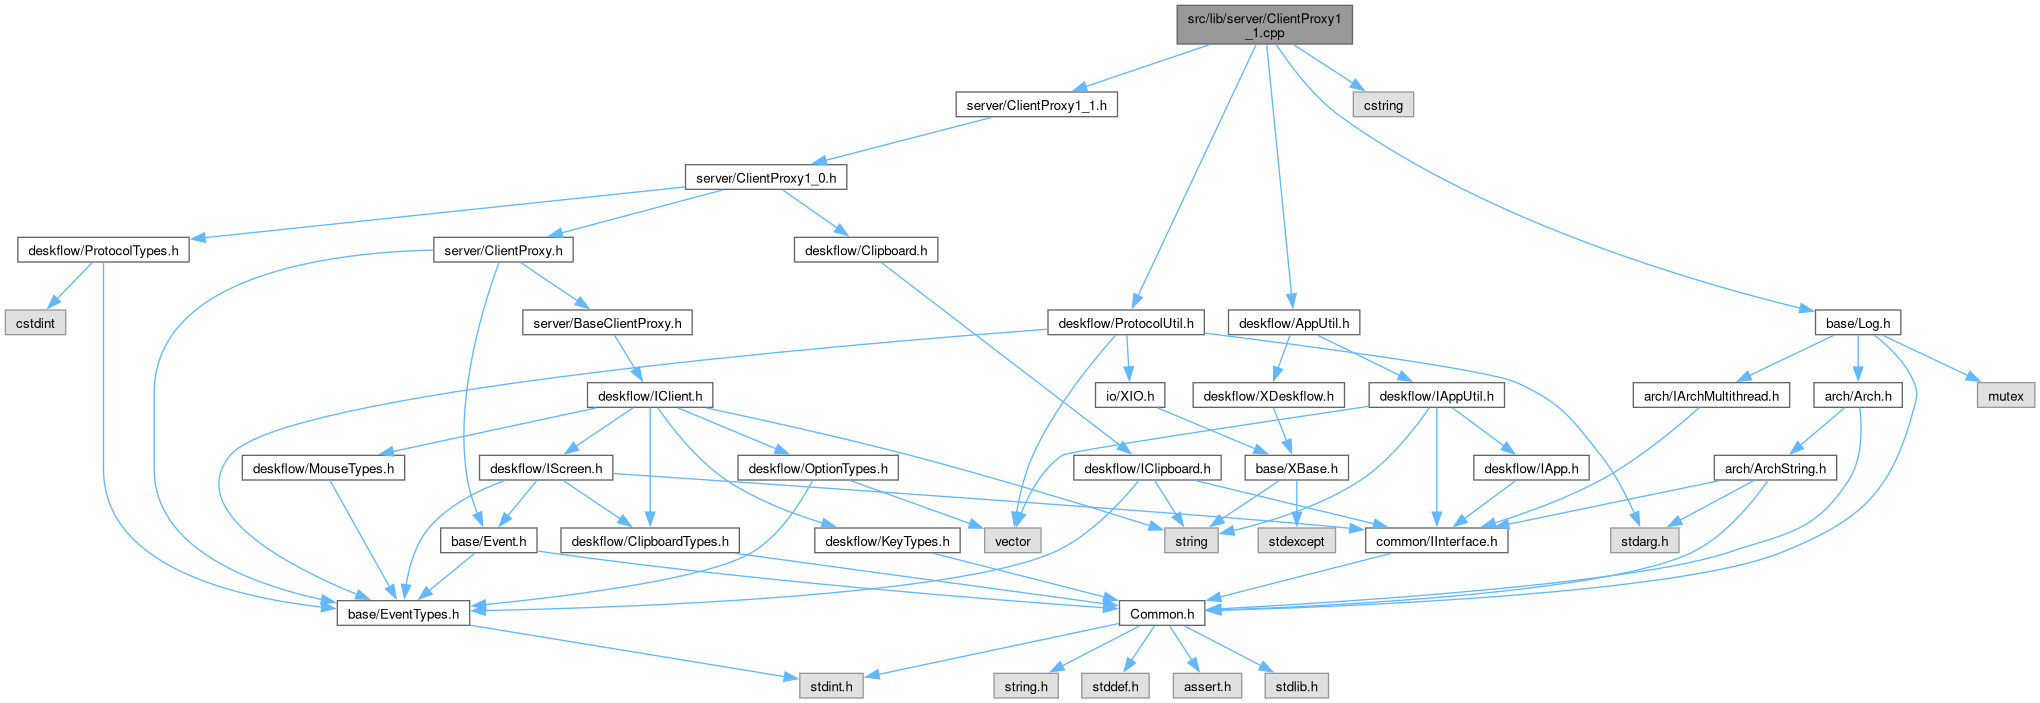 src/lib/server/ClientProxy1
_1.cpp
server/ClientProxy1_1.h
cstring
server/ClientProxy1_0.h
deskflow/ProtocolTypes.h
server/ClientProxy.h
deskflow/Clipboard.h
cstdint
server/BaseClientProxy.h
deskflow/ProtocolUtil.h
deskflow/AppUtil.h
base/Log.h
deskflow/IClient.h
io/XIO.h
deskflow/XDeskflow.h
deskflow/IAppUtil.h
arch/IArchMultithread.h
arch/Arch.h
mutex
deskflow/MouseTypes.h
deskflow/IScreen.h
deskflow/OptionTypes.h
deskflow/IClipboard.h
base/XBase.h
deskflow/IApp.h
arch/ArchString.h
base/Event.h
deskflow/ClipboardTypes.h
deskflow/KeyTypes.h
vector
string
stdexcept
common/IInterface.h
stdarg.h
base/EventTypes.h
Common.h
stdint.h
string.h
stddef.h
assert.h
stdlib.h